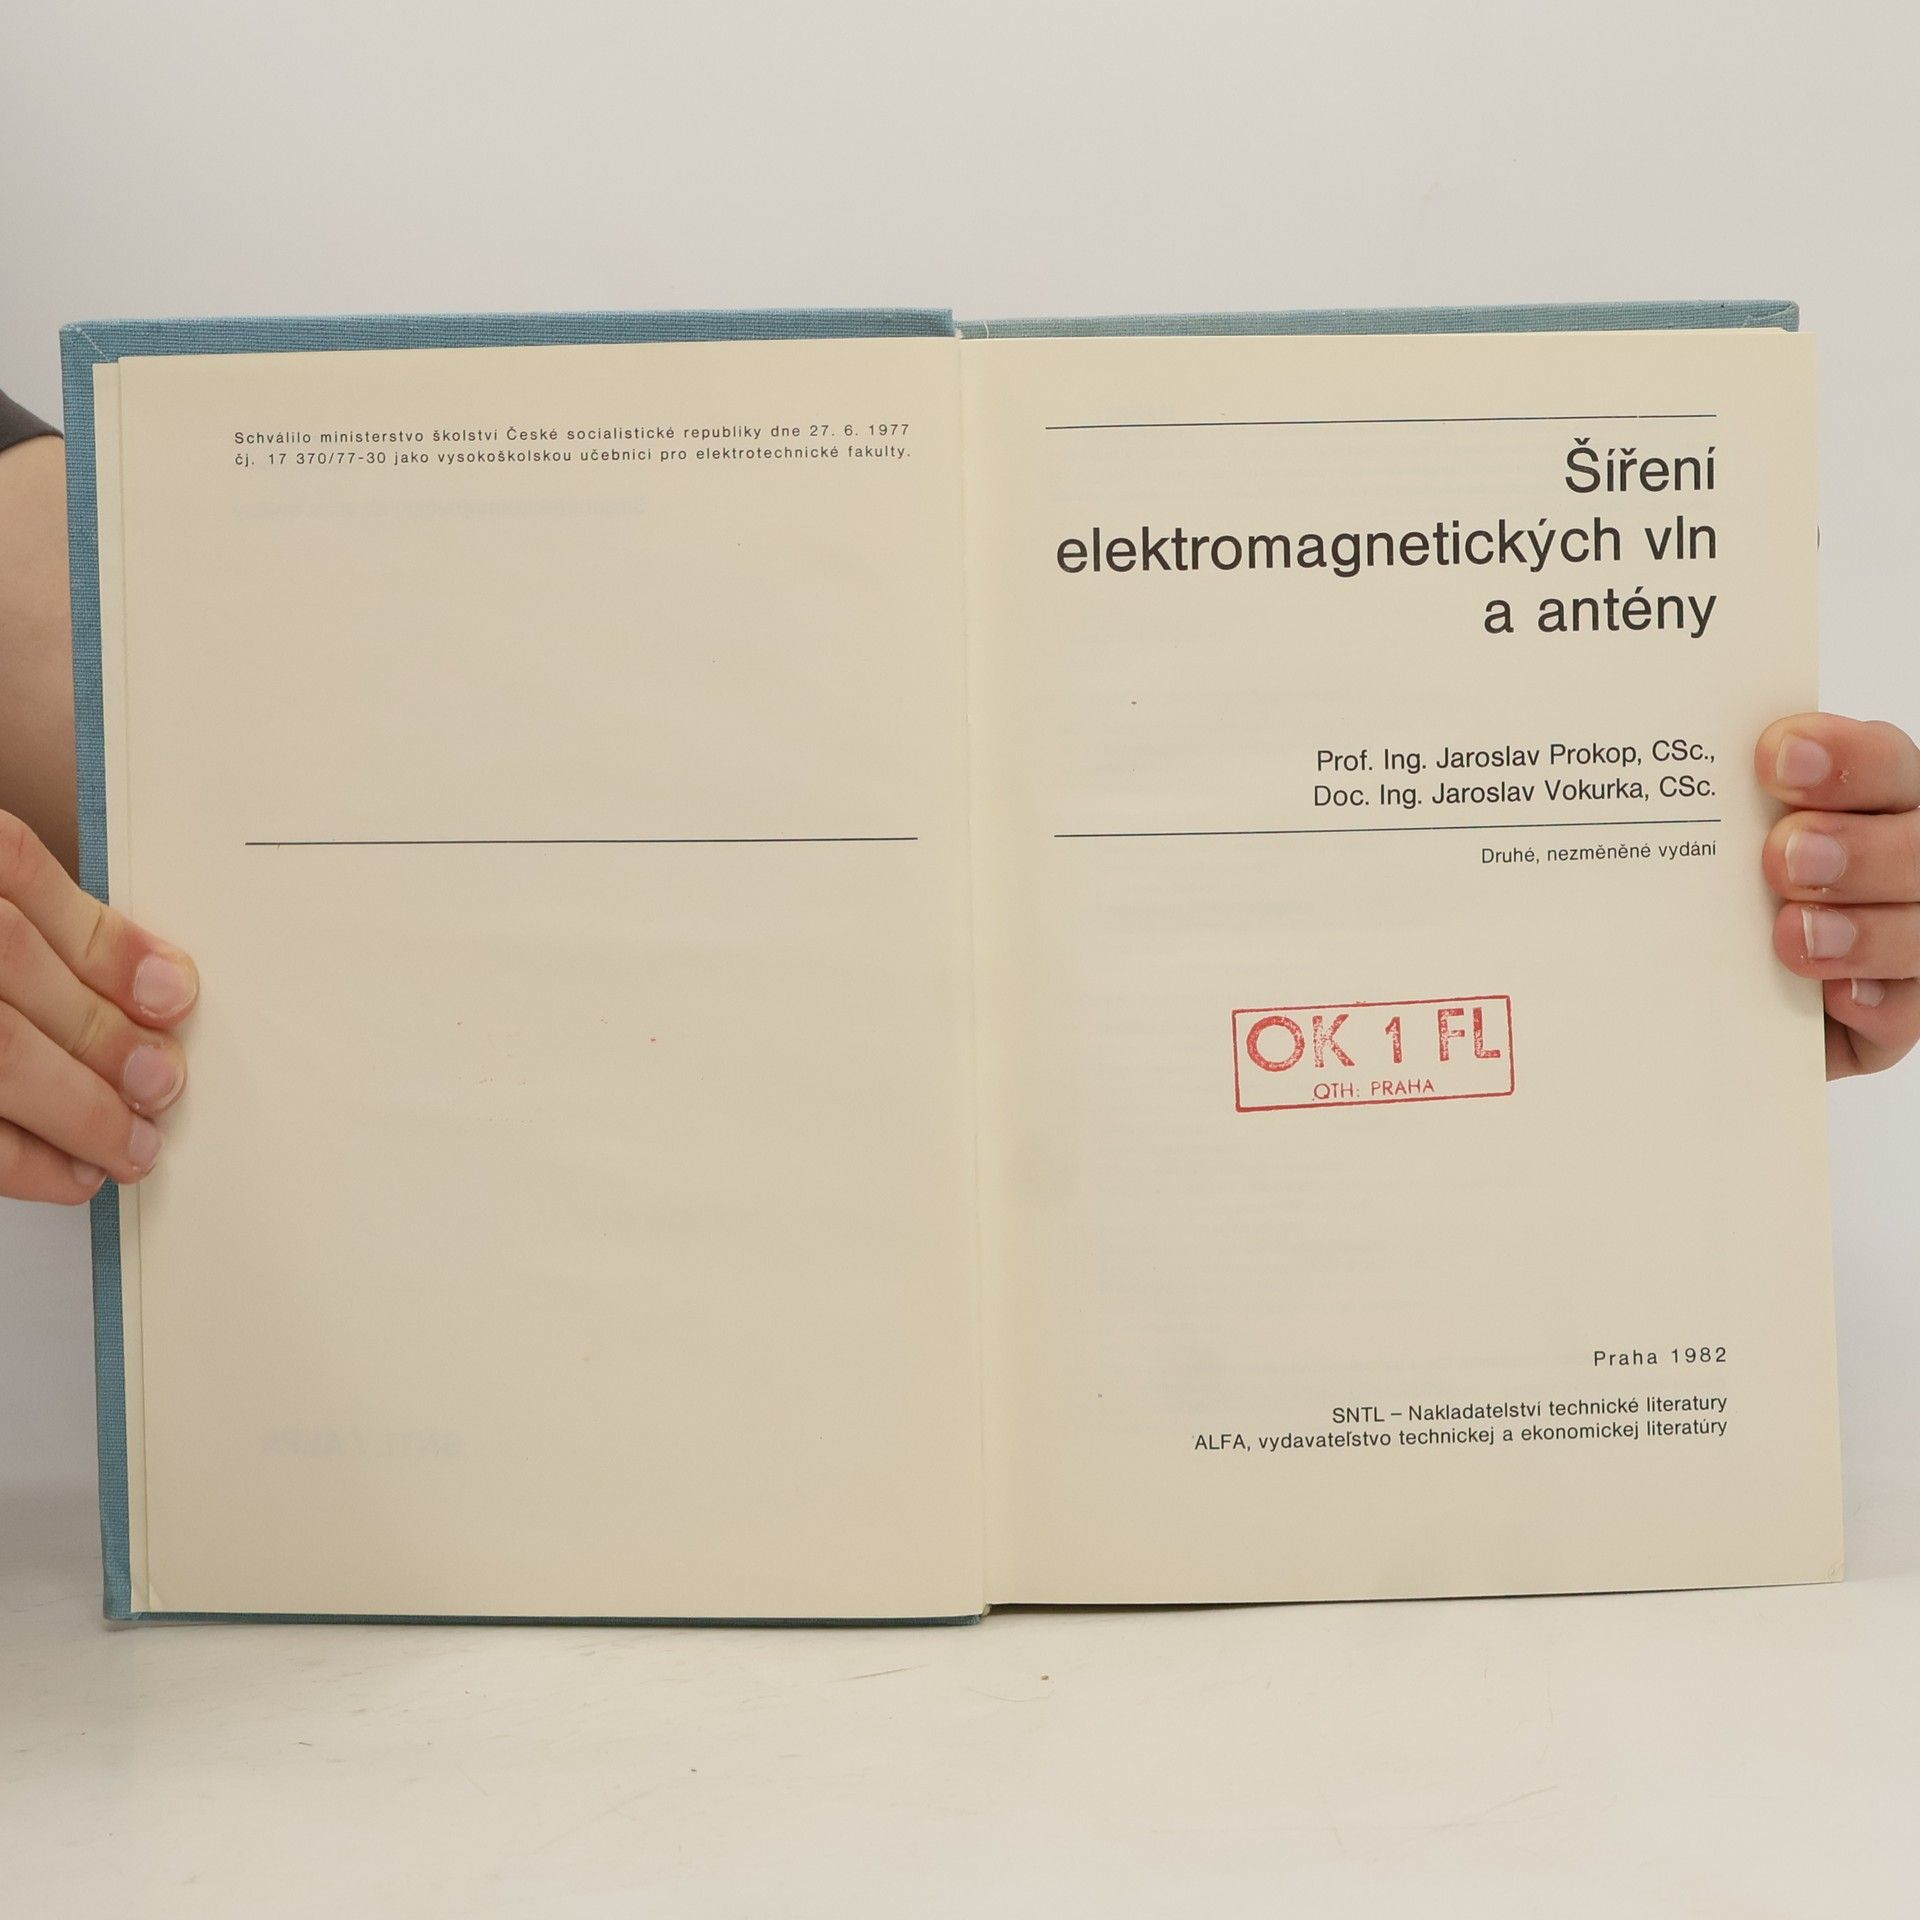 Schválilo ministerstvo školství České socialistické republiky dne 27. 6. 1977
čj. 17 370/77-30 jako vysokoškolskou učebnici pro elektrotechnické fakulty.
Šíření
elektromagnetických vln
a antény
Prof. Ing. Jaroslav Prokop, CSc.,
Doc. Ing. Jaroslav Vokurka, CSc.
Druhé, nezměněné vydání
OK 1 FL
QTH: PRAHA
Praha 1982
SNTL – Nakladatelství technické literatury
ALFA, vydavateľstvo technickej a ekonomickej literatúry